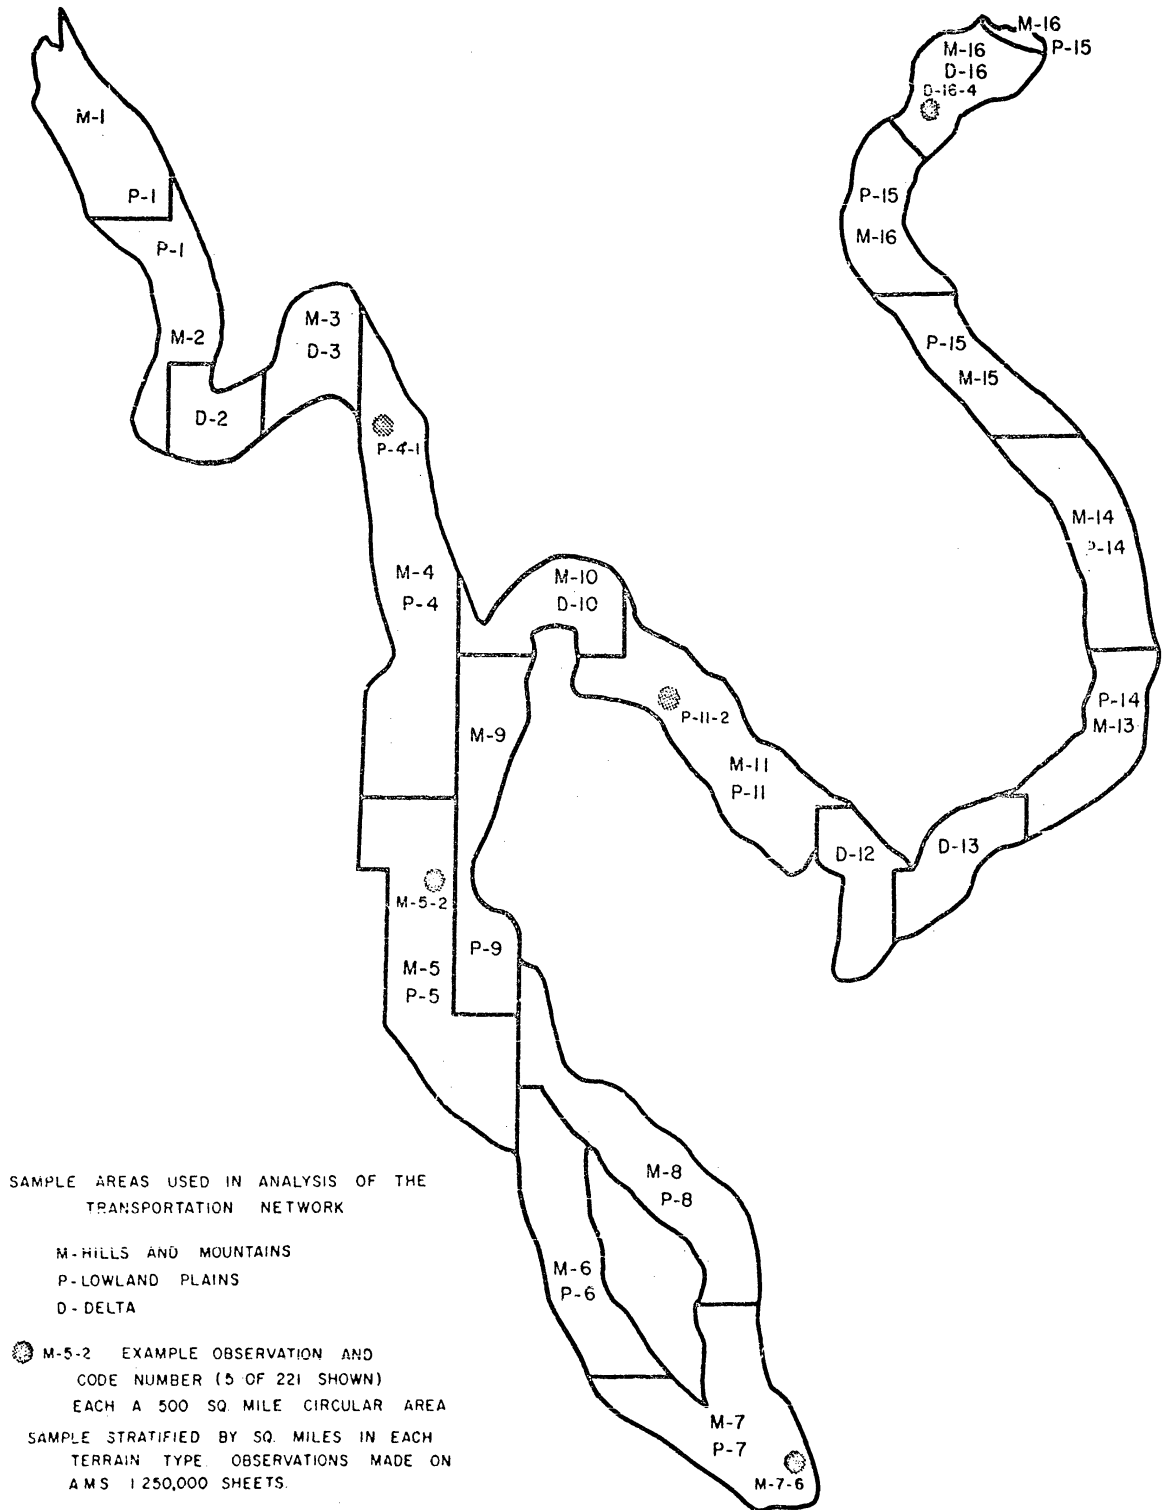 M-16
P-15
M-16
D-16
D-16-4
M-1
P-1
P-1
P-15
M-16
M-3
D-3
M-2
P-15
M-15
D-2
P-4-1
M-14
P-14
M-4
P-4
M-10
D-10
P-14
M-13
P-11-2
M-9
M-11
P-11
D-12
D-13
M-5-2
P-9
M-5
P-5
M-8
P-8
M-6
P-6
M-7
P-7
M-7-6
SAMPLE AREAS USED IN ANALYSIS OF THE
TRANSPORTATION NETWORK
M-HILLS AND MOUNTAINS
P-LOWLAND PLAINS
D-DELTA
M-5-2 EXAMPLE OBSERVATION AND
CODE NUMBER (5 OF 221 SHOWN)
EACH A 500 SQ. MILE CIRCULAR AREA
SAMPLE STRATIFIED BY SQ. MILES IN EACH
TERRAIN TYPE. OBSERVATIONS MADE ON
AMS 1:250,000 SHEETS.